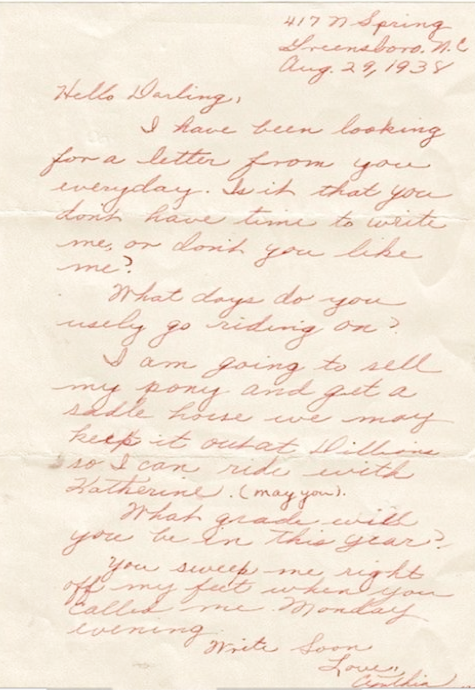 417 N Spring
Greensboro. N.C
Aug. 29, 1938
Hello Darling,
I have been looking
for a letter from you
everyday. Is it that you
dont have time to write
me, or don't you like
me?
What days do you
usely go riding on?
I am going to sell
my pony and get a
sadle horse we may
keep it out at Dillions
so I can ride with
Katherine. (may you).
What grade will
you be in this year?
You sweep me right
off my feet when you
called me Monday
evening.
Write Soon
Love,
Cynthia